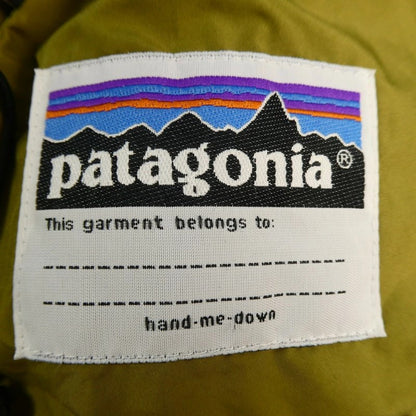 patagonia®
This garment belongs to:
hand-me-down